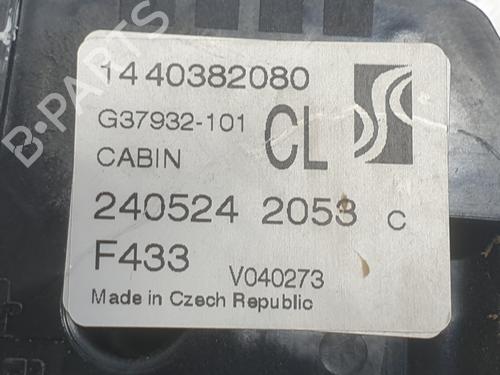 1440382080
G37932-101
CL
CABIN
240524 2053 C
F433
V040273
Made in Czech Republic
B-PARTS